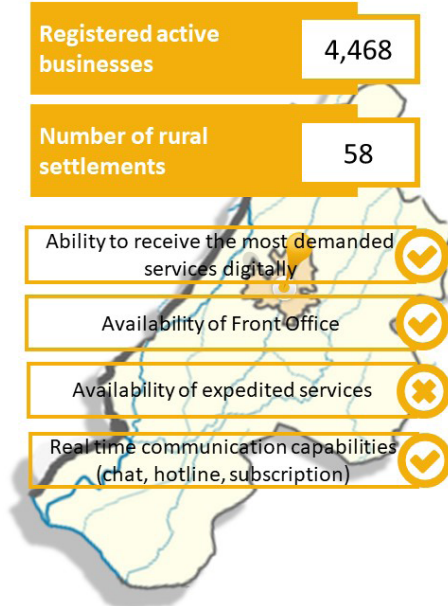 Registered active
businesses
4,468
Number of rural
settlements
58
Ability to receive the most demanded
services digitally
Availability of Front Office
Availability of expedited services
Real time communication capabilities
(chat, hotline, subscription)